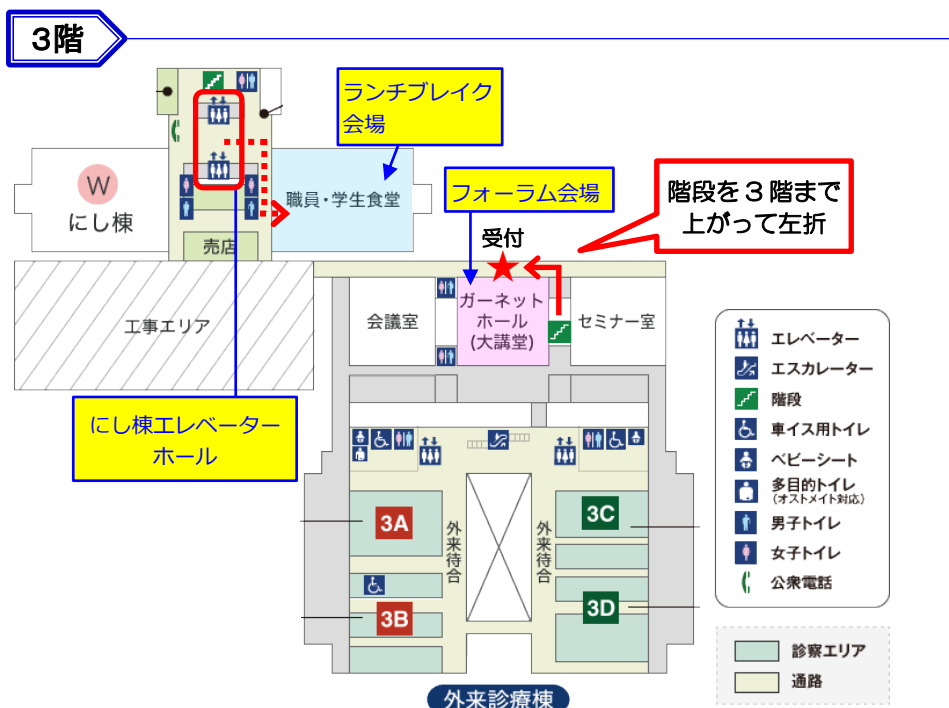 3階
ランチブレイク
会場
W
にし棟
職員・学生食堂
売店
フォーラム会場
階段を3階まで
上がって左折
受付
工事エリア
会議室
ガーネット
ホール
(大講堂)
セミナー室
にし棟エレベーター
ホール
3A
3B
外来待合
外来待合
3C
3D
外来診療棟
エレベーター
エスカレーター
階段
車イス用トイレ
ベビーシート
多目的トイレ
(オストメイト対応)
男子トイレ
女子トイレ
公衆電話
診察エリア
通路